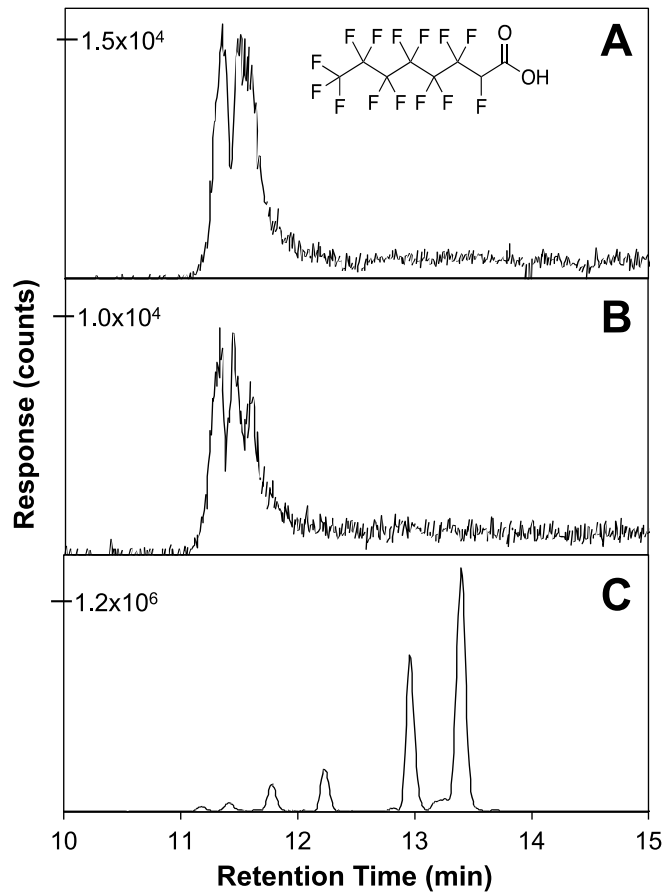 1.5x10⁴
A
F F F F F F O
F
F
F F F F F F OH
Response (counts)
1.0x10⁴
B
1.2x10⁶
C
10 11 12 13 14 15
Retention Time (min)